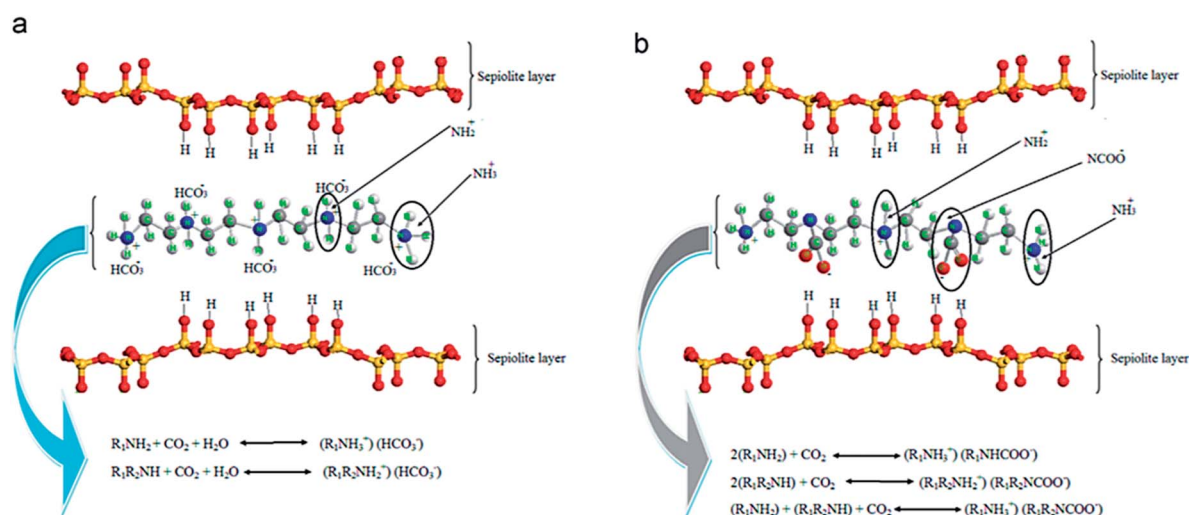 a
Sepiolite layer
H H H H H H
NH₂⁺
NH₃⁺
HCO₃⁻
HCO₃⁻
HCO₃⁻
HCO₃⁻
HCO₃⁻
H H H H H H
Sepiolite layer
R₁NH₂ + CO₂ + H₂O ⟷ (R₁NH₃⁺) (HCO₃⁻)
R₁R₂NH + CO₂ + H₂O ⟷ (R₁R₂NH₂⁺) (HCO₃⁻)
b
Sepiolite layer
H H H H H H
NH₂⁺
NCOO⁻
NH₃⁺
H H H H H H
Sepiolite layer
2(R₁NH₂) + CO₂ ⟷ (R₁NH₃⁺) (R₁NHCOO⁻)
2(R₁R₂NH) + CO₂ ⟷ (R₁R₂NH₂⁺) (R₁R₂NCOO⁻)
(R₁NH₂) + (R₁R₂NH) + CO₂ ⟷ (R₁NH₃⁺) (R₁R₂NCOO⁻)